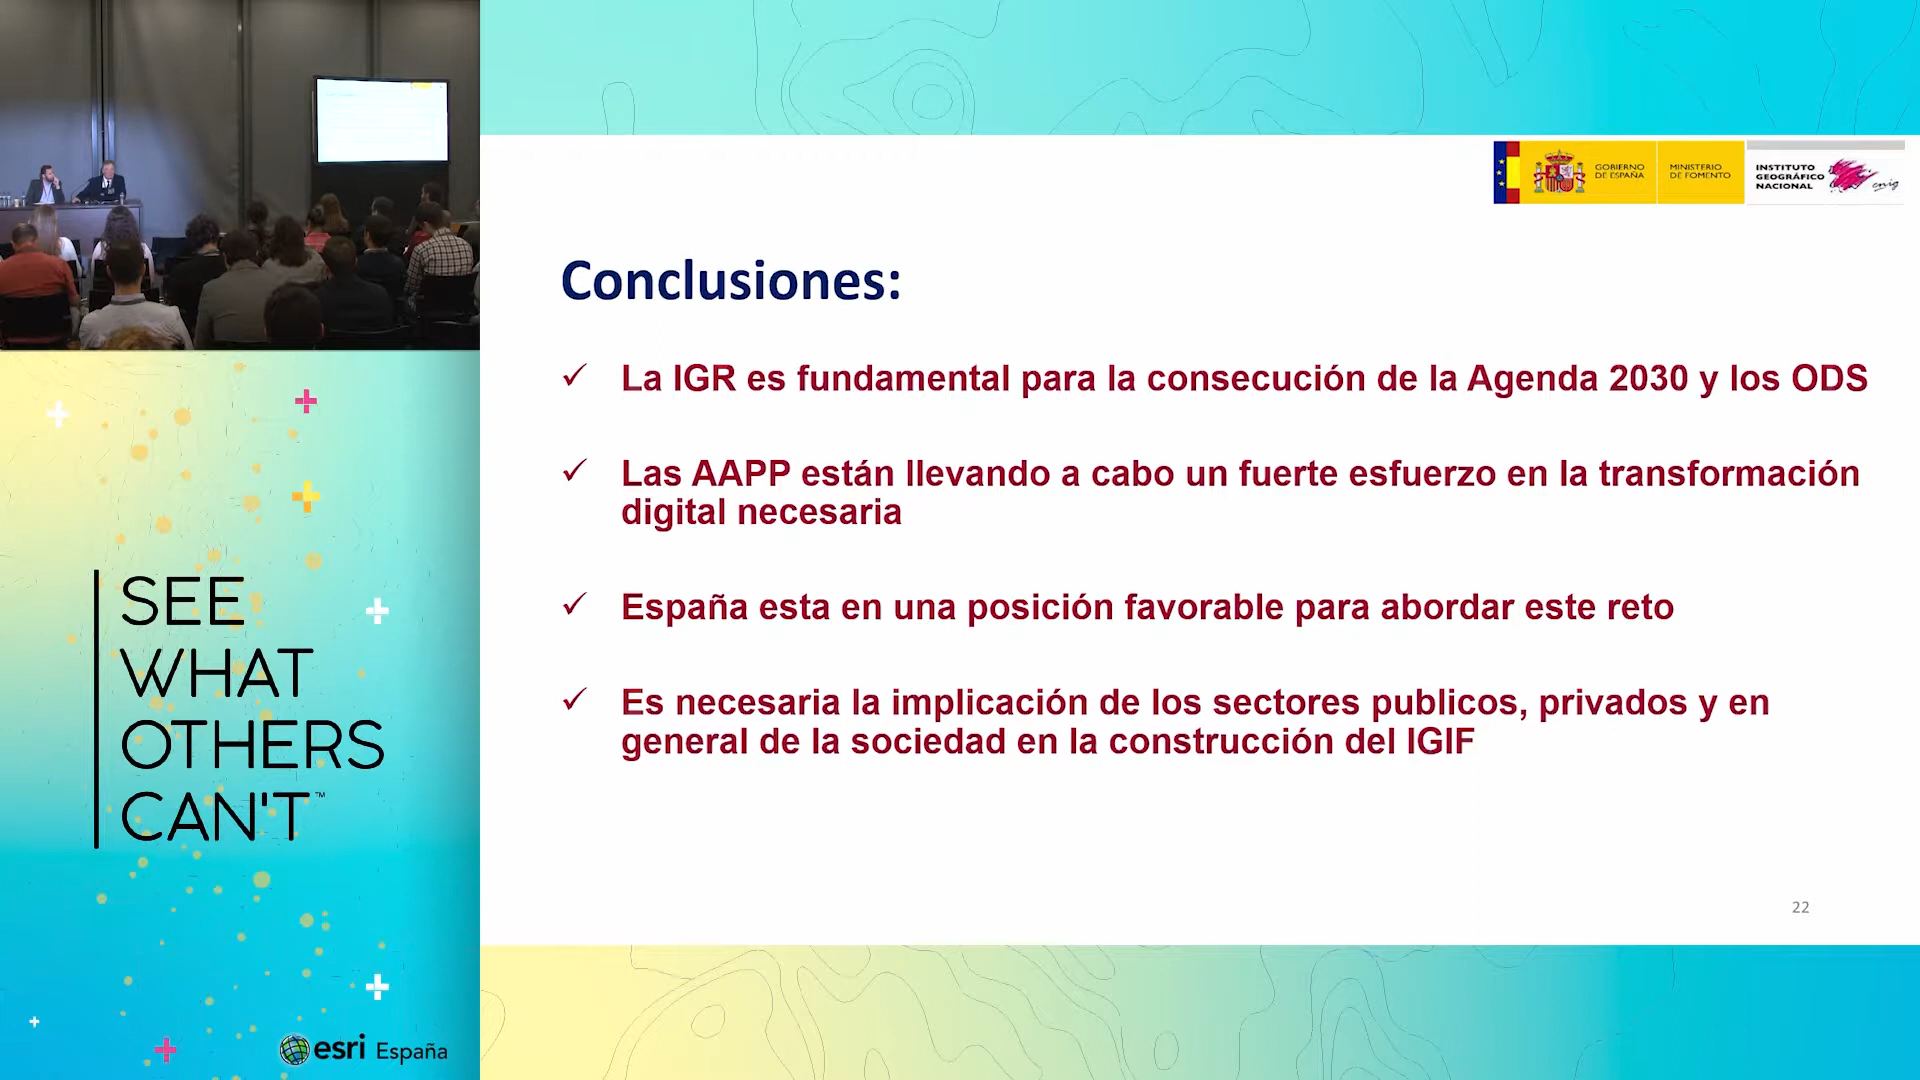 GOBIERNO
DE ESPAÑA
MINISTERIO
DE FOMENTO
INSTITUTO
GEOGRÁFICO
NACIONAL
cnig
Conclusiones:
La IGR es fundamental para la consecución de la Agenda 2030 y los ODS
Las AAPP están llevando a cabo un fuerte esfuerzo en la transformación
digital necesaria
España esta en una posición favorable para abordar este reto
Es necesaria la implicación de los sectores publicos, privados y en
general de la sociedad en la construcción del IGIF
22
SEE
WHAT
OTHERS
CAN'T™
esri España